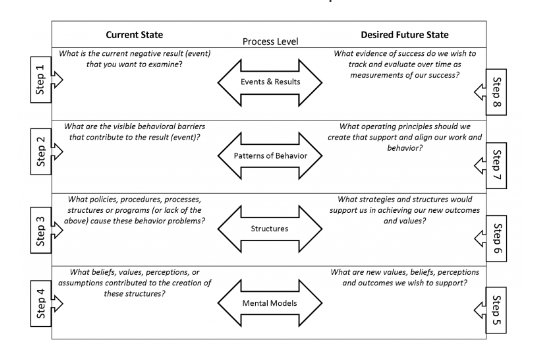 Current State
Process Level
Desired Future State
Step 1
What is the current negative result (event)
that you want to examine?
Events & Results
What evidence of success do we wish to
track and evaluate over time as
measurements of our success?
Step 8
Step 2
What are the visible behavioral barriers
that contribute to the result (event)?
Patterns of Behavior
What operating principles should we
create that support and align our work and
behavior?
Step 7
Step 3
What policies, procedures, processes,
structures or programs (or lack of the
above) cause these behavior problems?
Structures
What strategies and structures would
support us in achieving our new outcomes
and values?
Step 6
Step 4
What beliefs, values, perceptions, or
assumptions contributed to the creation of
these structures?
Mental Models
What are new values, beliefs, perceptions
and outcomes we wish to support?
Step 5